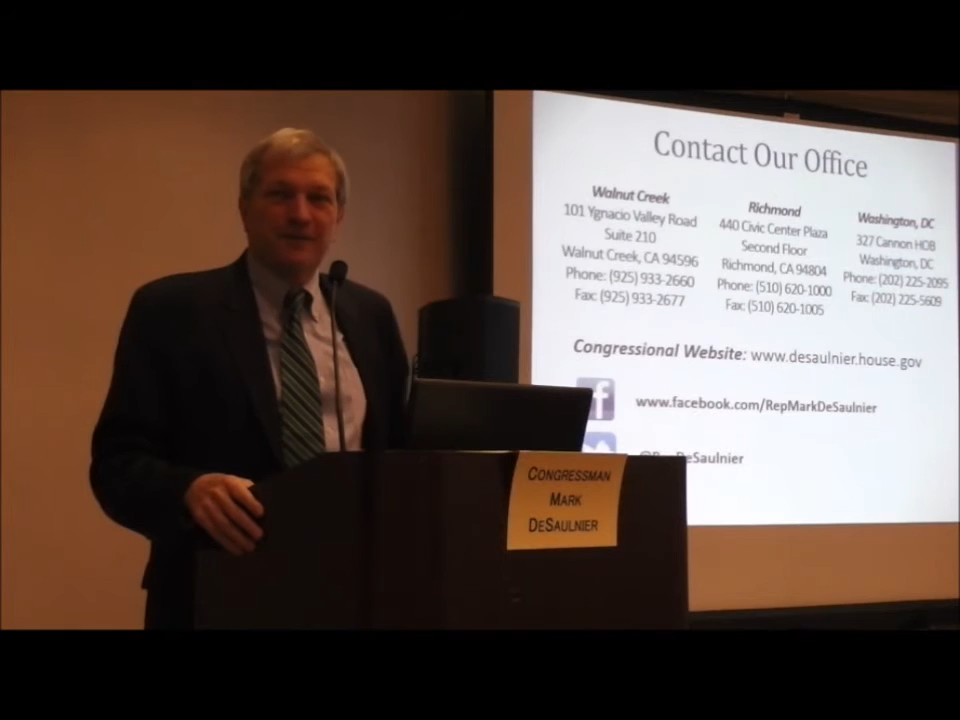 Contact Our Office
Walnut Creek
101 Ygnacio Valley Road
Suite 210
Walnut Creek, CA 94596
Phone: (925) 933-2660
Fax: (925) 933-2677
Richmond
440 Civic Center Plaza
Second Floor
Richmond, CA 94804
Phone: (510) 620-1000
Fax: (510) 620-1005
Washington, DC
327 Cannon HOB
Washington, DC
Phone: (202) 225-2095
Fax: (202) 225-5609
Congressional Website: www.desaulnier.house.gov
f
www.facebook.com/RepMarkDeSaulnier
@RepDeSaulnier
CONGRESSMAN
MARK
DESAULNIER